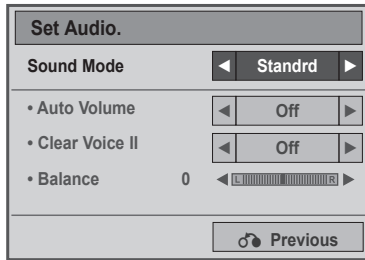 Set Audio.
Sound Mode ◀ Standrd ▶
• Auto Volume ◀ Off ▶
• Clear Voice II ◀ Off ▶
• Balance 0 ◀ L R ▶
Previous